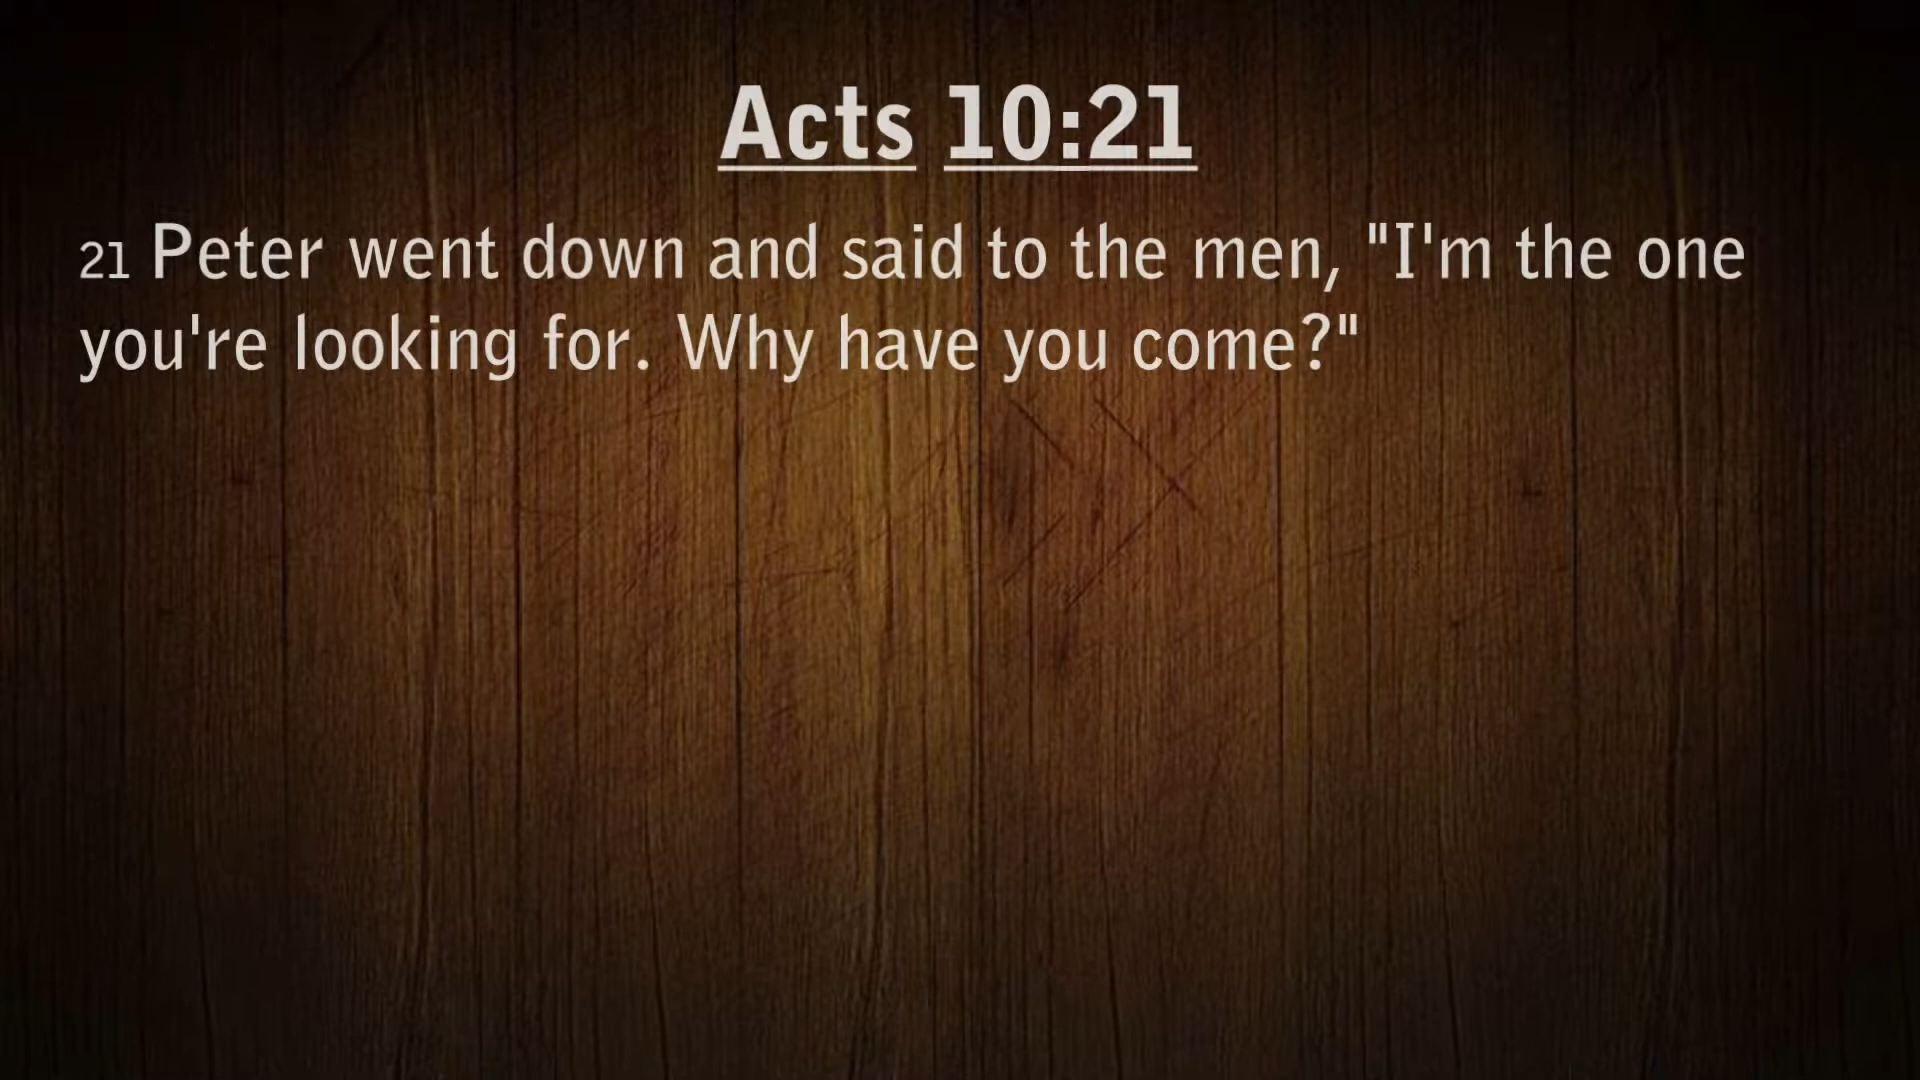 Acts 10:21
21 Peter went down and said to the men, "I'm the one
you're looking for. Why have you come?"